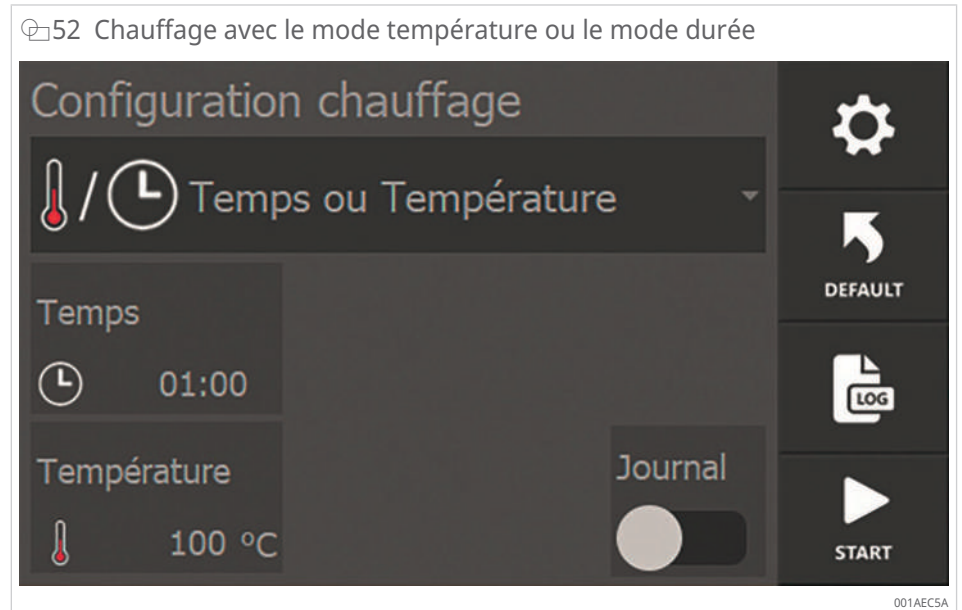 52 Chauffage avec le mode température ou le mode durée
Configuration chauffage
/ Temps ou Température
DEFAULT
Temps
01:00
LOG
Température
100 °C
Journal
START
001AEC5A